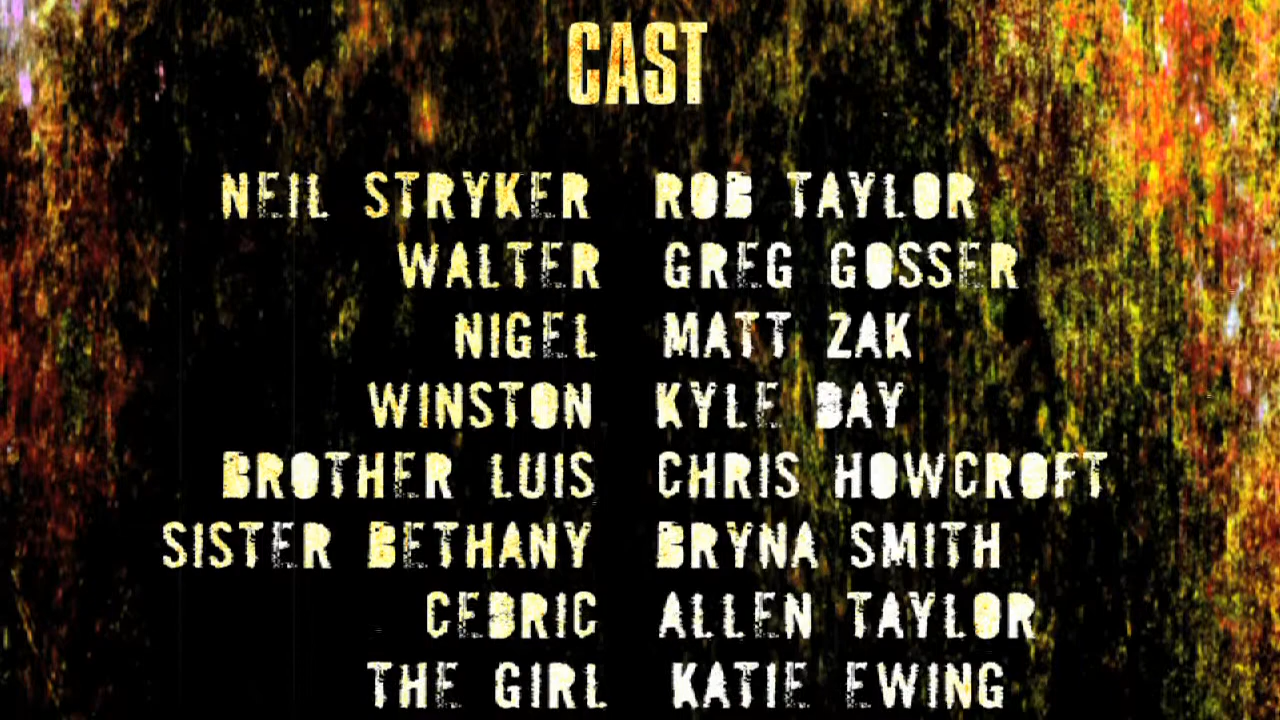 CAST
NEIL STRYKER ROB TAYLOR
WALTER GREG GOSSER
NIGEL MATT ZAK
WINSTON KYLE DAY
BROTHER LUIS CHRIS HOWCROFT
SISTER BETHANY BRYNA SMITH
CEDRIC ALLEN TAYLOR
THE GIRL KATIE EWING